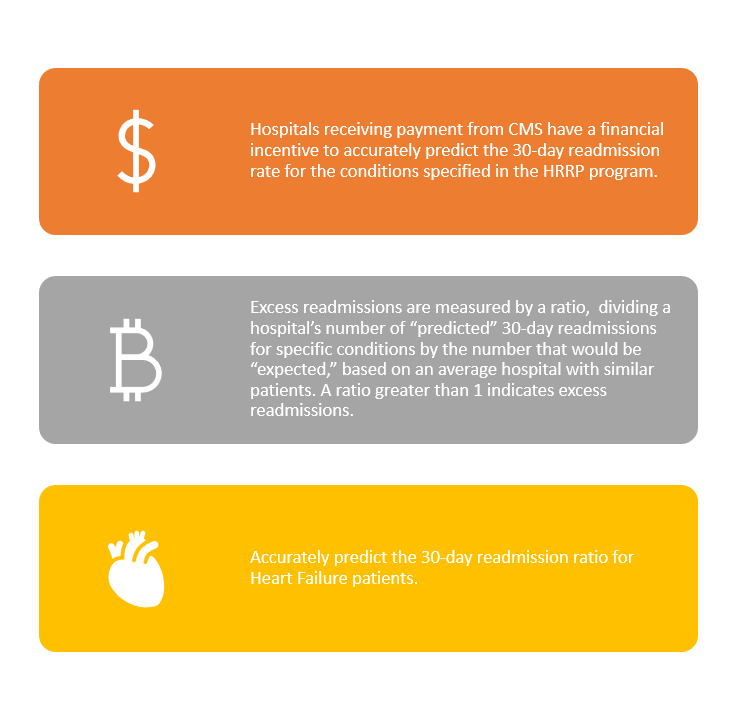 Hospitals receiving payment from CMS have a financial
incentive to accurately predict the 30-day readmission
rate for the conditions specified in the HRRP program.
Excess readmissions are measured by a ratio,  dividing a
hospital’s number of “predicted” 30-day readmissions
for specific conditions by the number that would be
“expected,” based on an average hospital with similar
patients. A ratio greater than 1 indicates excess
readmissions.
Accurately predict the 30-day readmission ratio for
Heart Failure patients.